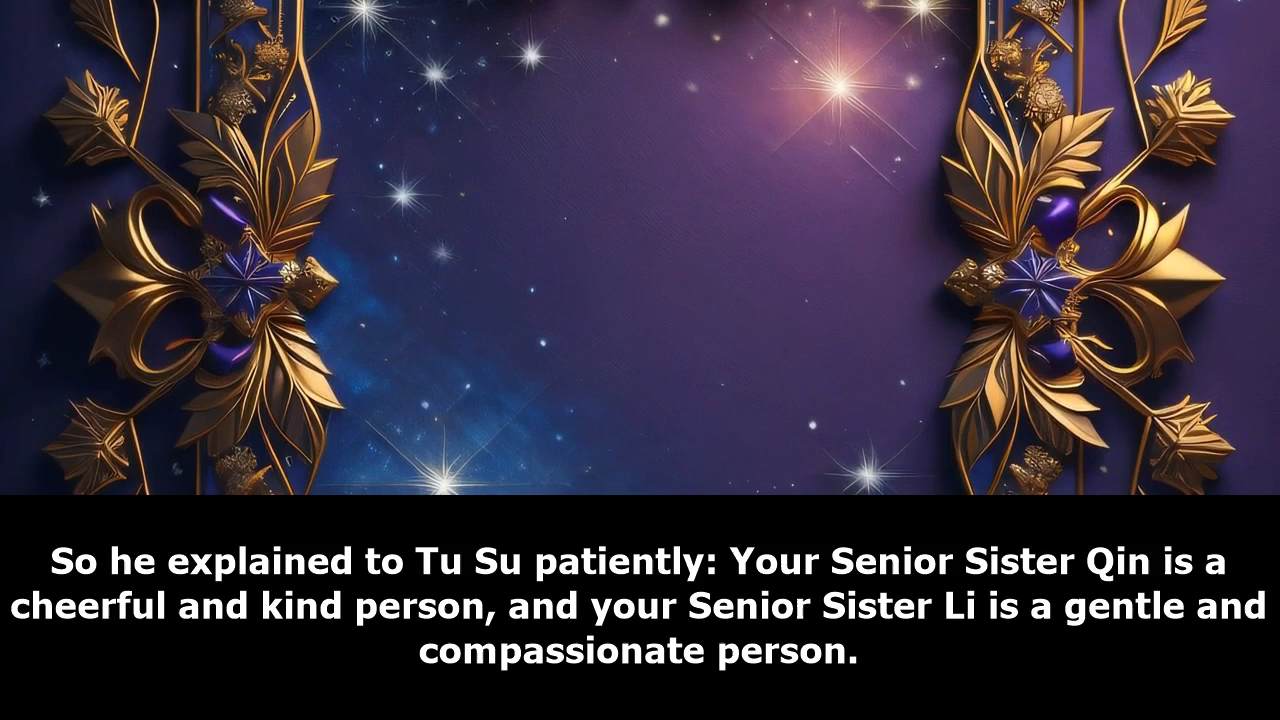 So he explained to Tu Su patiently: Your Senior Sister Qin is a
cheerful and kind person, and your Senior Sister Li is a gentle and
compassionate person.